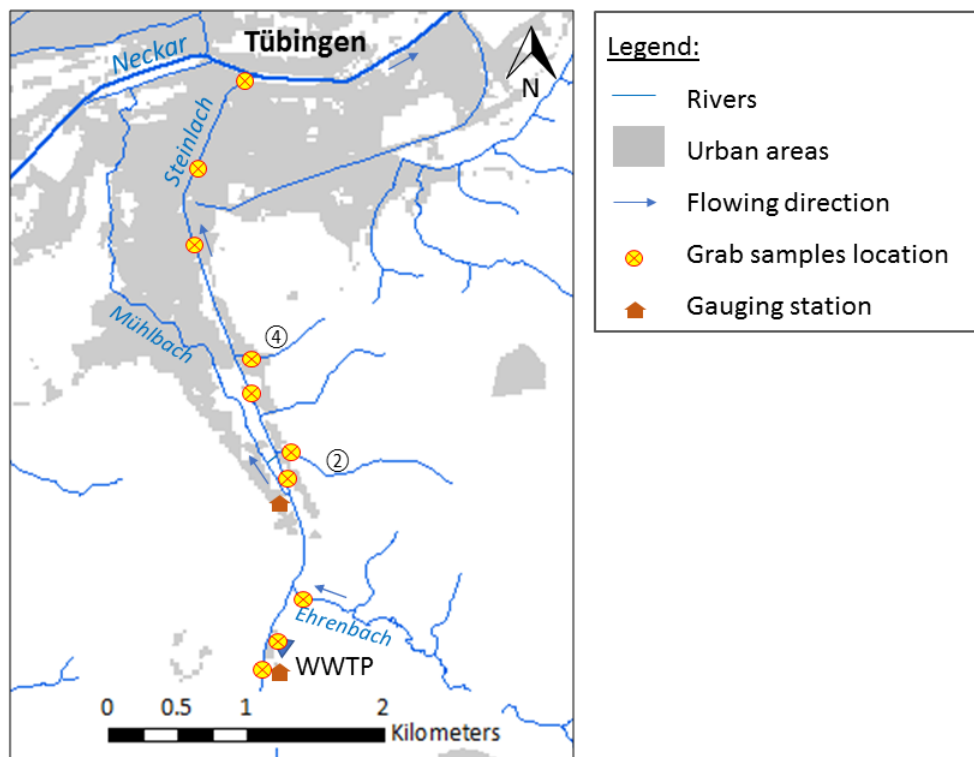 Tübingen
Neckar
Steinlach
N
Mühlbach
④
②
Ehrenbach
WWTP
0 0.5 1 2
Kilometers
Legend:
Rivers
Urban areas
Flowing direction
Grab samples location
Gauging station